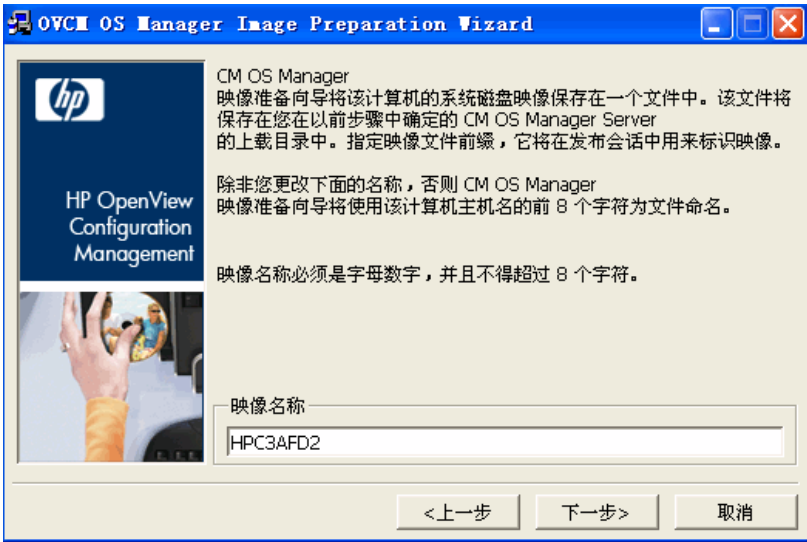 OVCM OS Manager Image Preparation Wizard
hp
HP OpenView
Configuration
Management
CM OS Manager
映像准备向导将该计算机的系统磁盘映像保存在一个文件中。该文件将
保存在您在以前步骤中确定的 CM OS Manager Server
的上载目录中。指定映像文件前缀，它将在发布会话中用来标识映像。
除非您更改下面的名称，否则 CM OS Manager
映像准备向导将使用该计算机主机名的前 8 个字符为文件命名。
映像名称必须是字母数字，并且不得超过 8 个字符。
映像名称
HPC3AFD2
<上一步
下一步>
取消